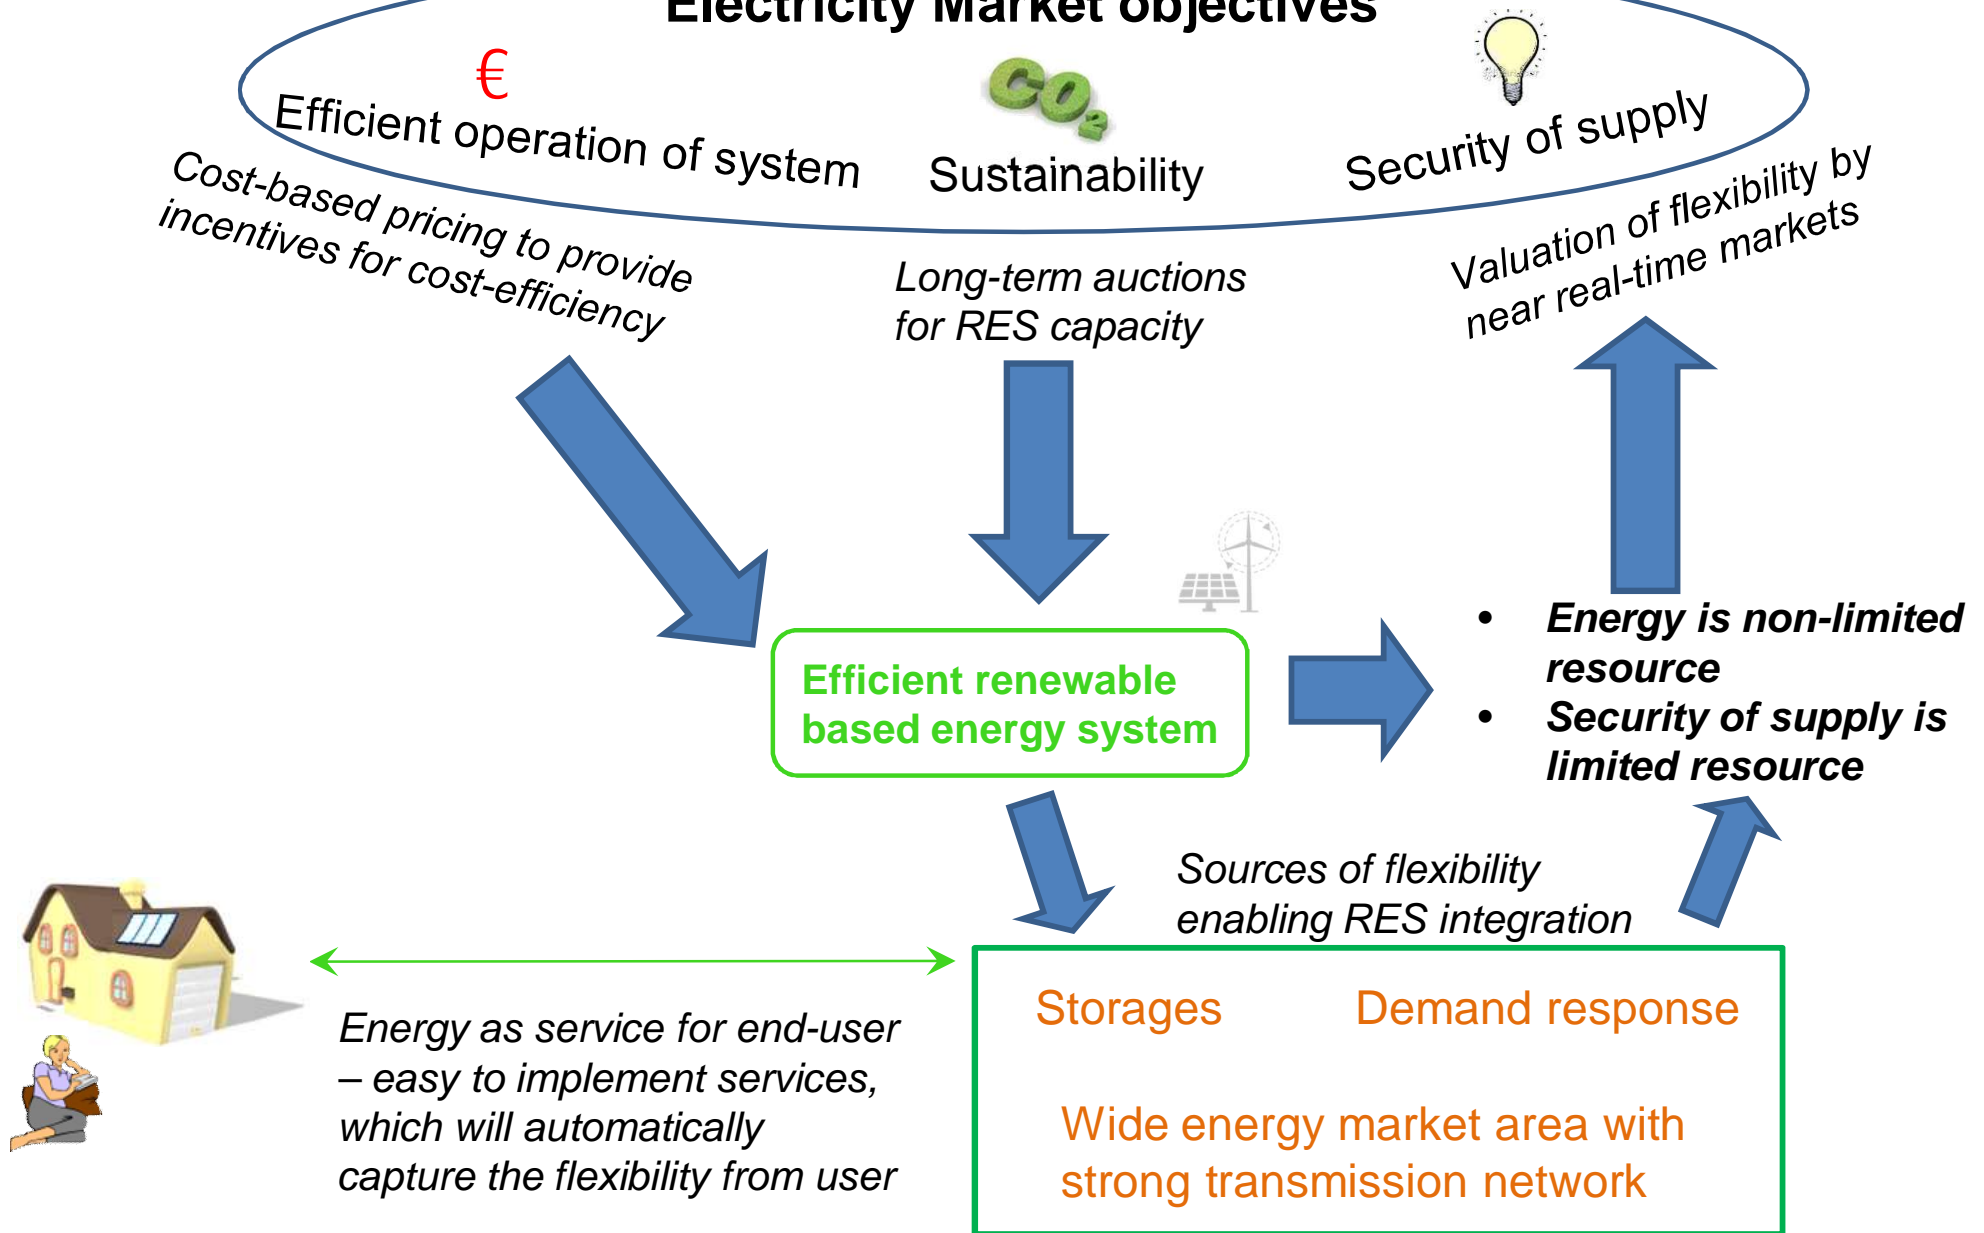 Electricity Market objectives
€
Efficient operation of system
CO2
Sustainability
Security of supply
Cost-based pricing to provide
incentives for cost-efficiency
Long-term auctions
for RES capacity
Valuation of flexibility by
near real-time markets
Efficient renewable
based energy system
• Energy is non-limited
resource
• Security of supply is
limited resource
Sources of flexibility
enabling RES integration
Energy as service for end-user
– easy to implement services,
which will automatically
capture the flexibility from user
Storages
Demand response
Wide energy market area with
strong transmission network